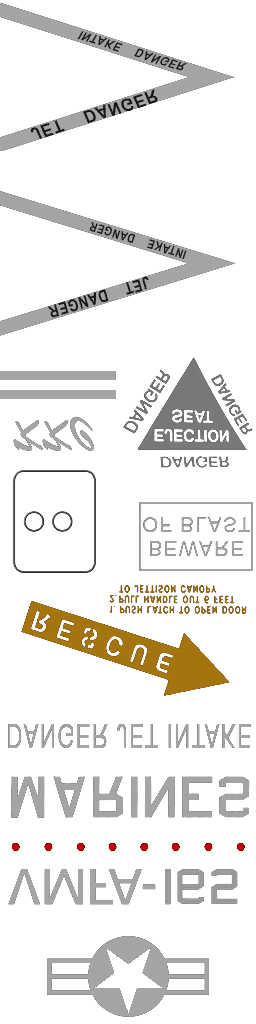 INTAKE DANGER
JET DANGER
DANGER INTAKE
DANGER JET
DANGER
DANGER
EJECTION
SEAT
DANGER
BEWARE
OF BLAST
1. PUSH LATCH TO OPEN DOOR
2. PULL HANDLE OUT 6 FEET
TO JETTISON CANOPY
RESCUE
DANGER JET INTAKE
MARINES
VMFA-165